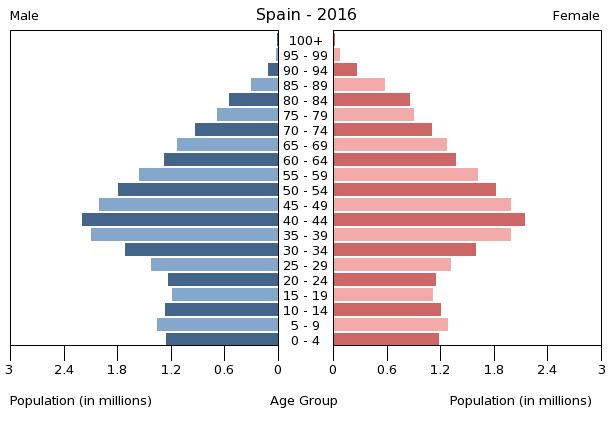 Male Spain - 2016 Female
100+
95 - 99
90 - 94
85 - 89
80 - 84
75 - 79
70 - 74
65 - 69
60 - 64
55 - 59
50 - 54
45 - 49
40 - 44
35 - 39
30 - 34
25 - 29
20 - 24
15 - 19
10 - 14
5 - 9
0 - 4
3 2.4 1.8 1.2 0.6 0 0 0.6 1.2 1.8 2.4 3
Population (in millions) Age Group Population (in millions)